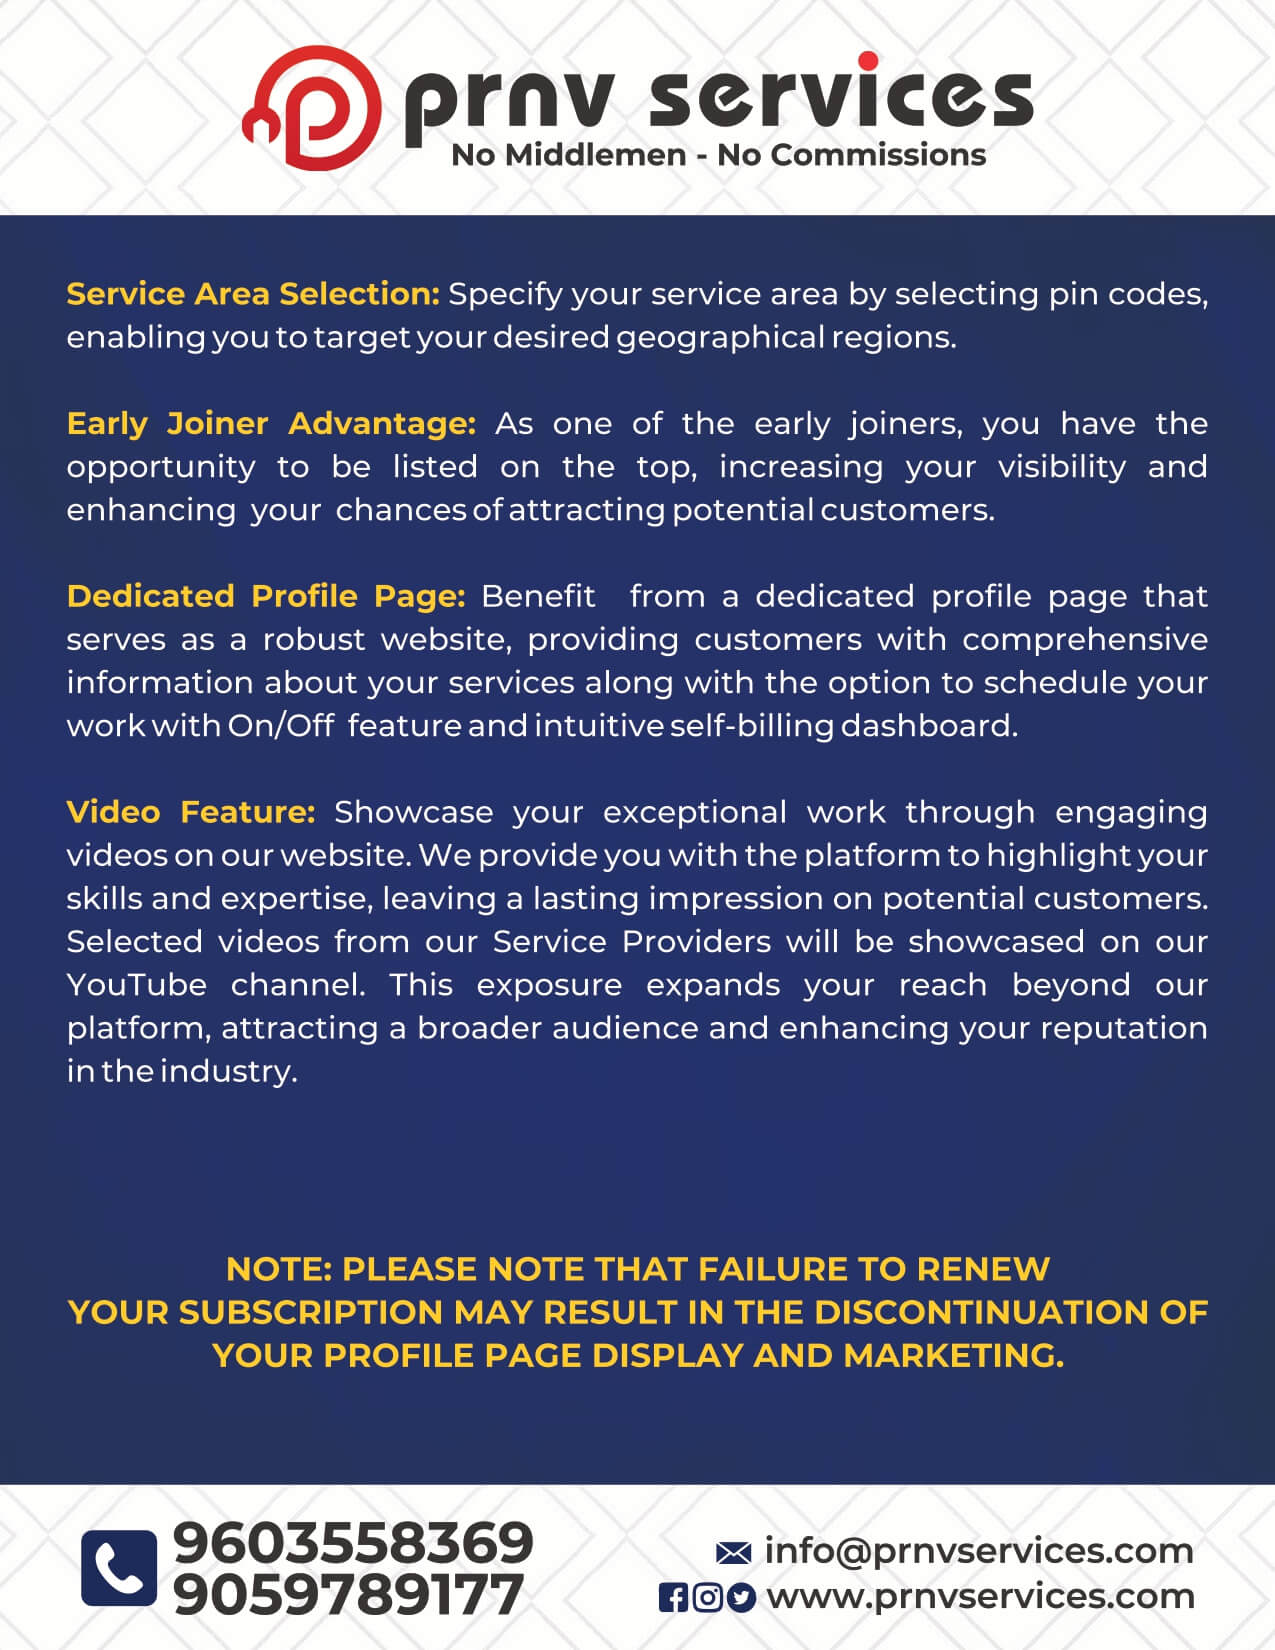 prnv services
No Middlemen - No Commissions
Service Area Selection: Specify your service area by selecting pin codes,
enabling you to target your desired geographical regions.
Early Joiner Advantage: As one of the early joiners, you have the
opportunity to be listed on the top, increasing your visibility and
enhancing your chances of attracting potential customers.
Dedicated Profile Page: Benefit from a dedicated profile page that
serves as a robust website, providing customers with comprehensive
information about your services along with the option to schedule your
work with On/Off feature and intuitive self-billing dashboard.
Video Feature: Showcase your exceptional work through engaging
videos on our website. We provide you with the platform to highlight your
skills and expertise, leaving a lasting impression on potential customers.
Selected videos from our Service Providers will be showcased on our
YouTube channel. This exposure expands your reach beyond our
platform, attracting a broader audience and enhancing your reputation
in the industry.
NOTE: PLEASE NOTE THAT FAILURE TO RENEW
YOUR SUBSCRIPTION MAY RESULT IN THE DISCONTINUATION OF
YOUR PROFILE PAGE DISPLAY AND MARKETING.
9603558369
9059789177
info@prnvservices.com
www.prnvservices.com